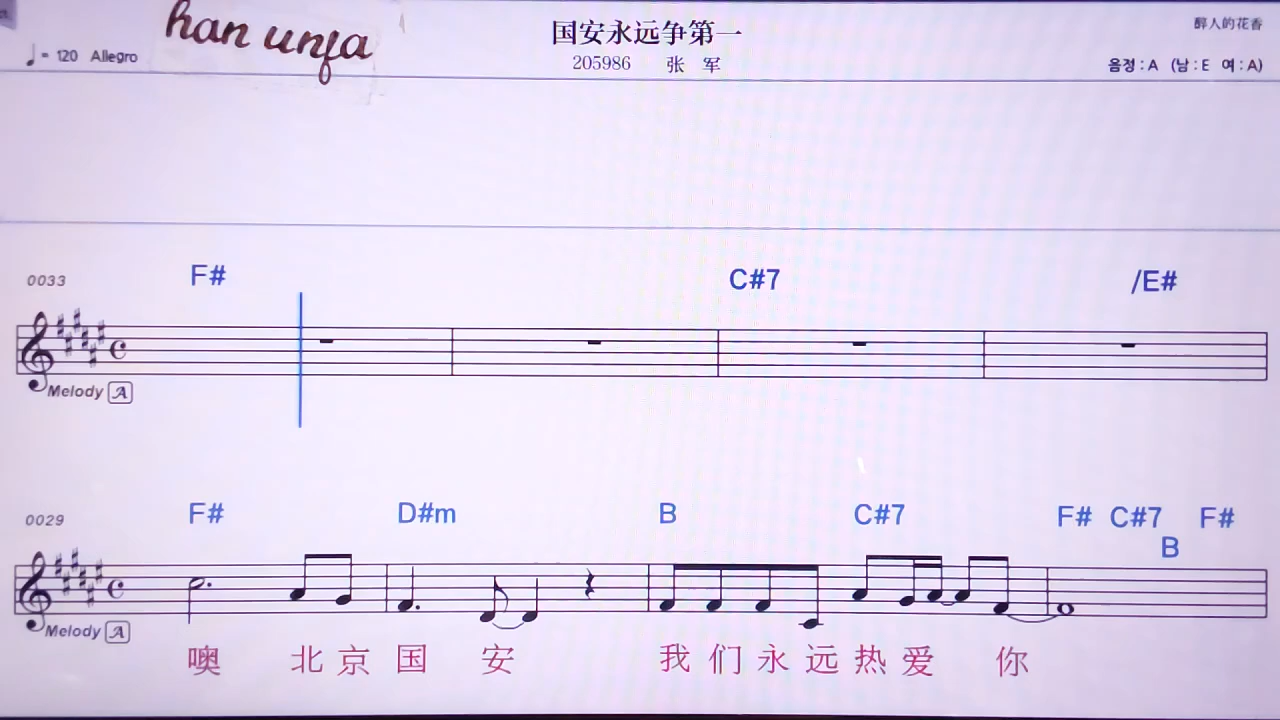 han unfa
国安永远争第一
醉人的花香
♩= 120 Allegro
205986 张 军
음정 : A (남 : E 여 : A)
0033
F# C#7 /E#
Melody A
0029
F# D#m B C#7 F# C#7 F#
B
Melody A
噢 北 京 国 安 我 们 永 远 热 爱 你